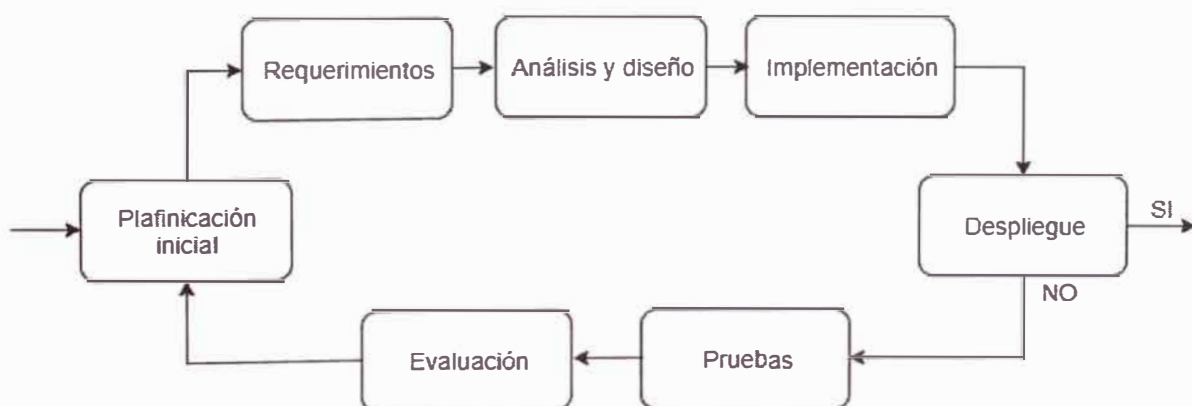 Requerimientos
Análisis y diseño
Implementación
Plafinicación
inicial
Despliegue
SI
NO
Evaluación
Pruebas